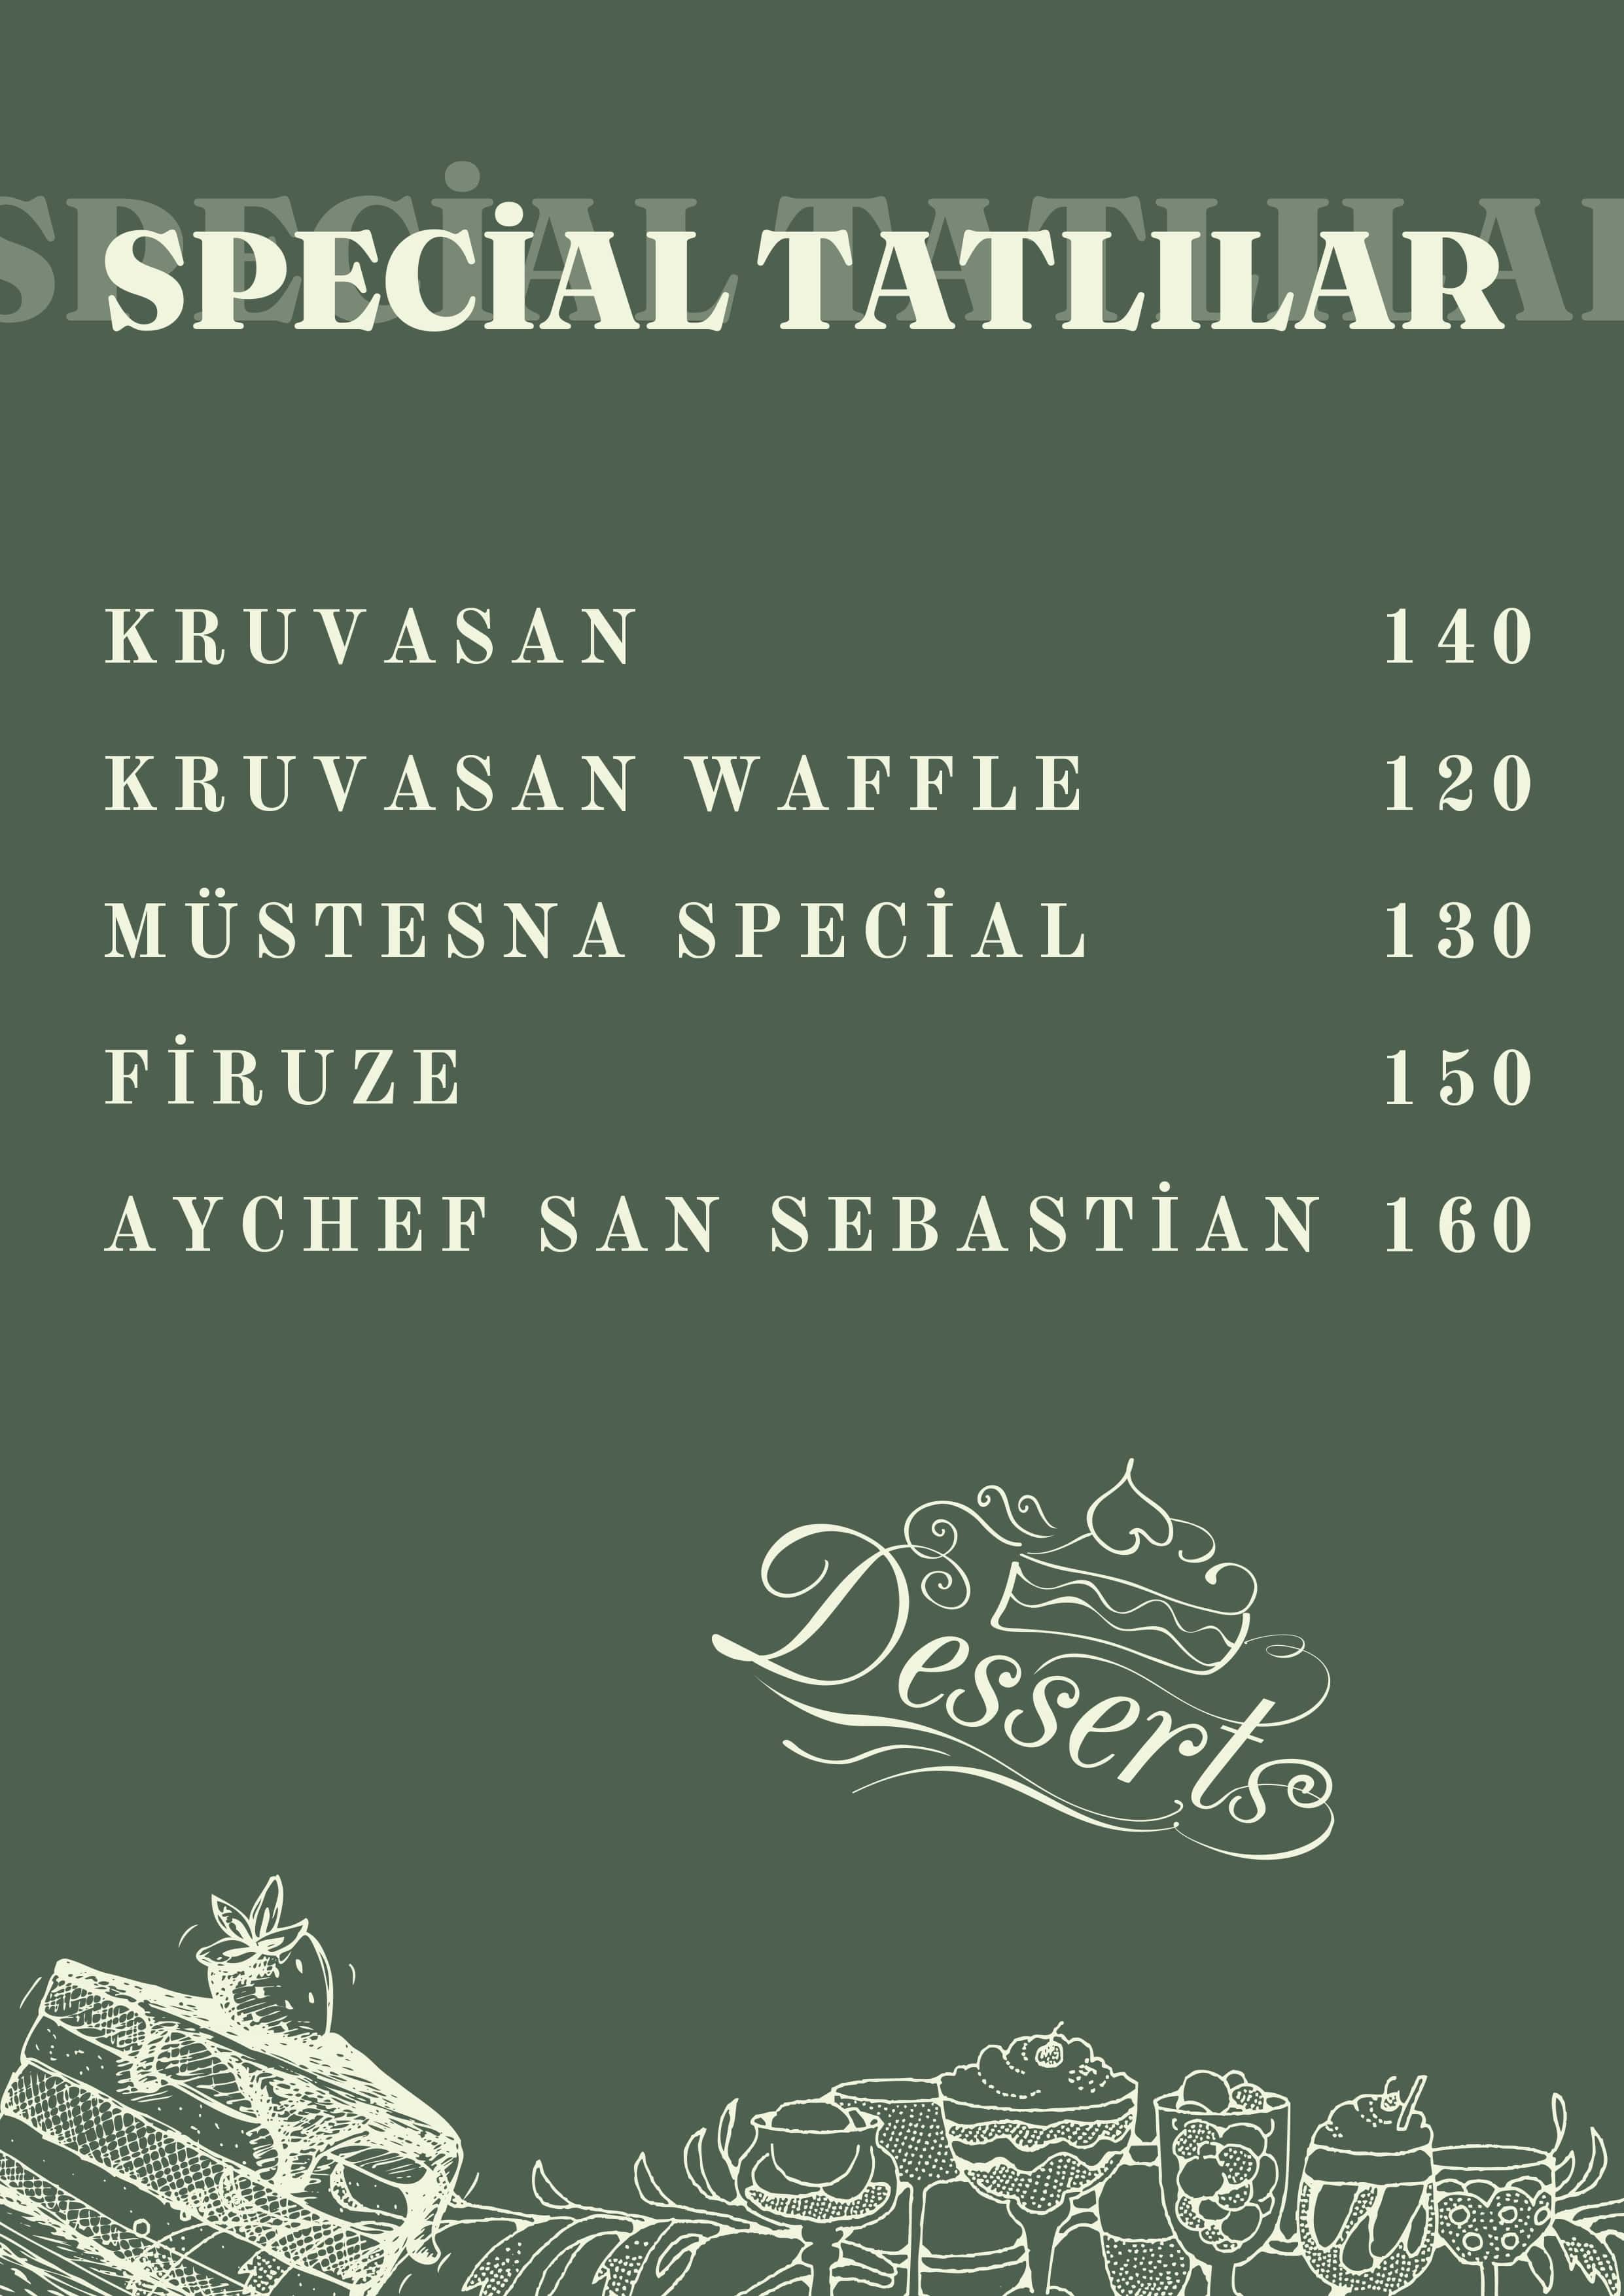 SPECİAL TATLILAR
KRUVASAN 140
KRUVASAN WAFFLE 120
MÜSTESNA SPECİAL 130
FİRUZE 150
AYCHEF SAN SEBASTİAN 160
Desserts